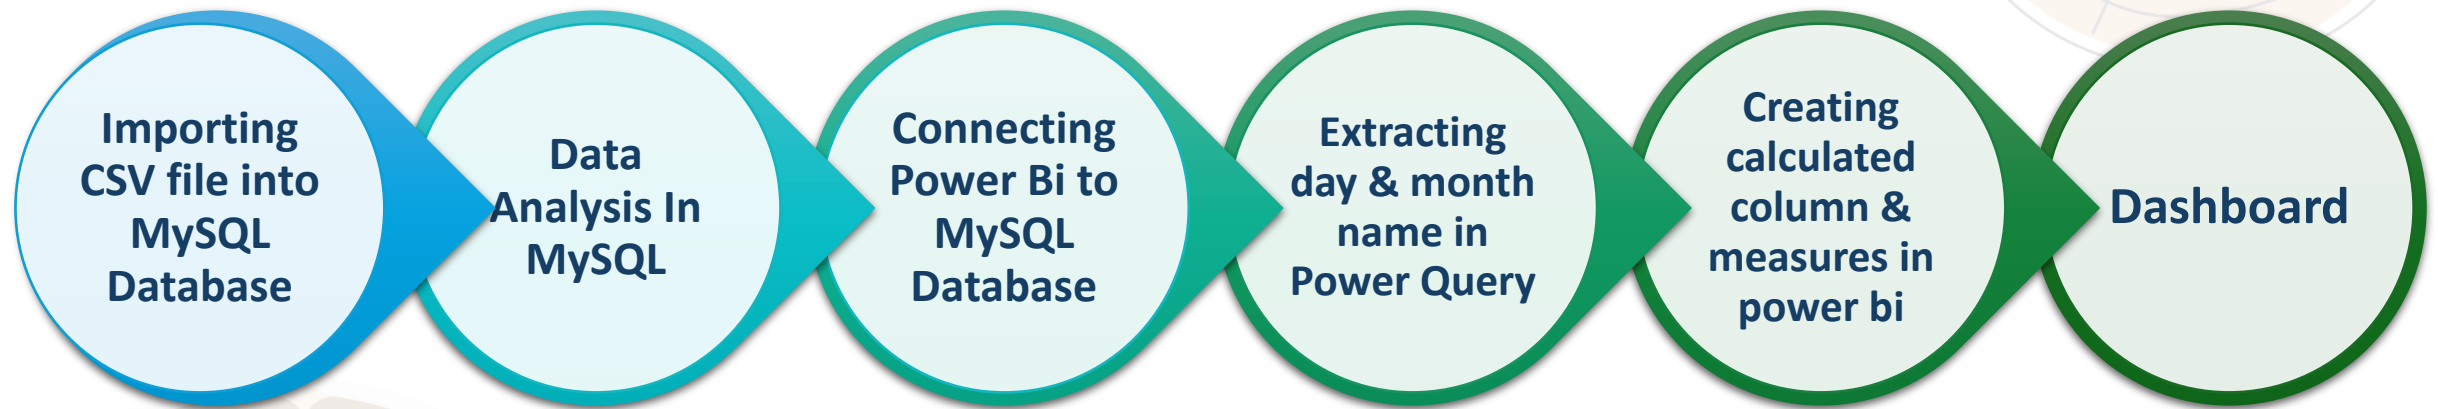 Importing
CSV file into
MySQL
Database
Data
Analysis In
MySQL
Connecting
Power Bi to
MySQL
Database
Extracting
day & month
name in
Power Query
Creating
calculated
column &
measures in
power bi
Dashboard